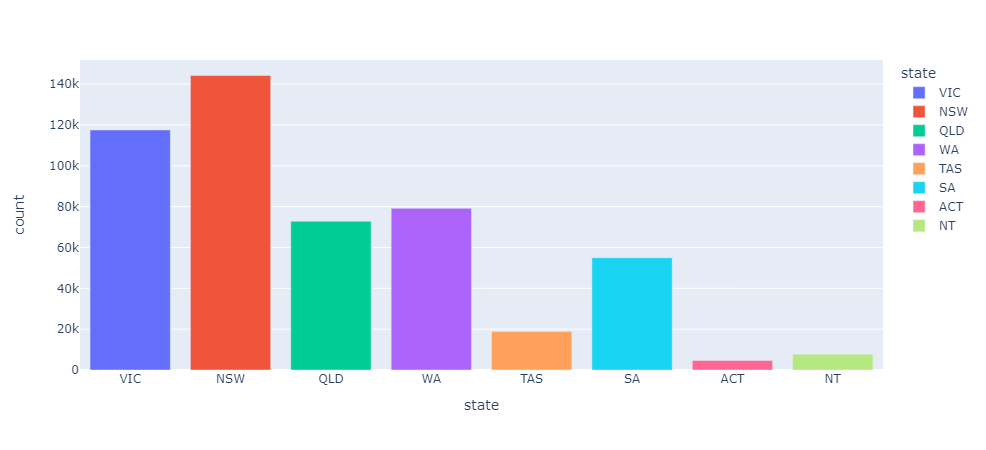 140k
120k
100k
80k
60k
40k
20k
0
count
VIC NSW QLD WA TAS SA ACT NT
state
state
VIC
NSW
QLD
WA
TAS
SA
ACT
NT